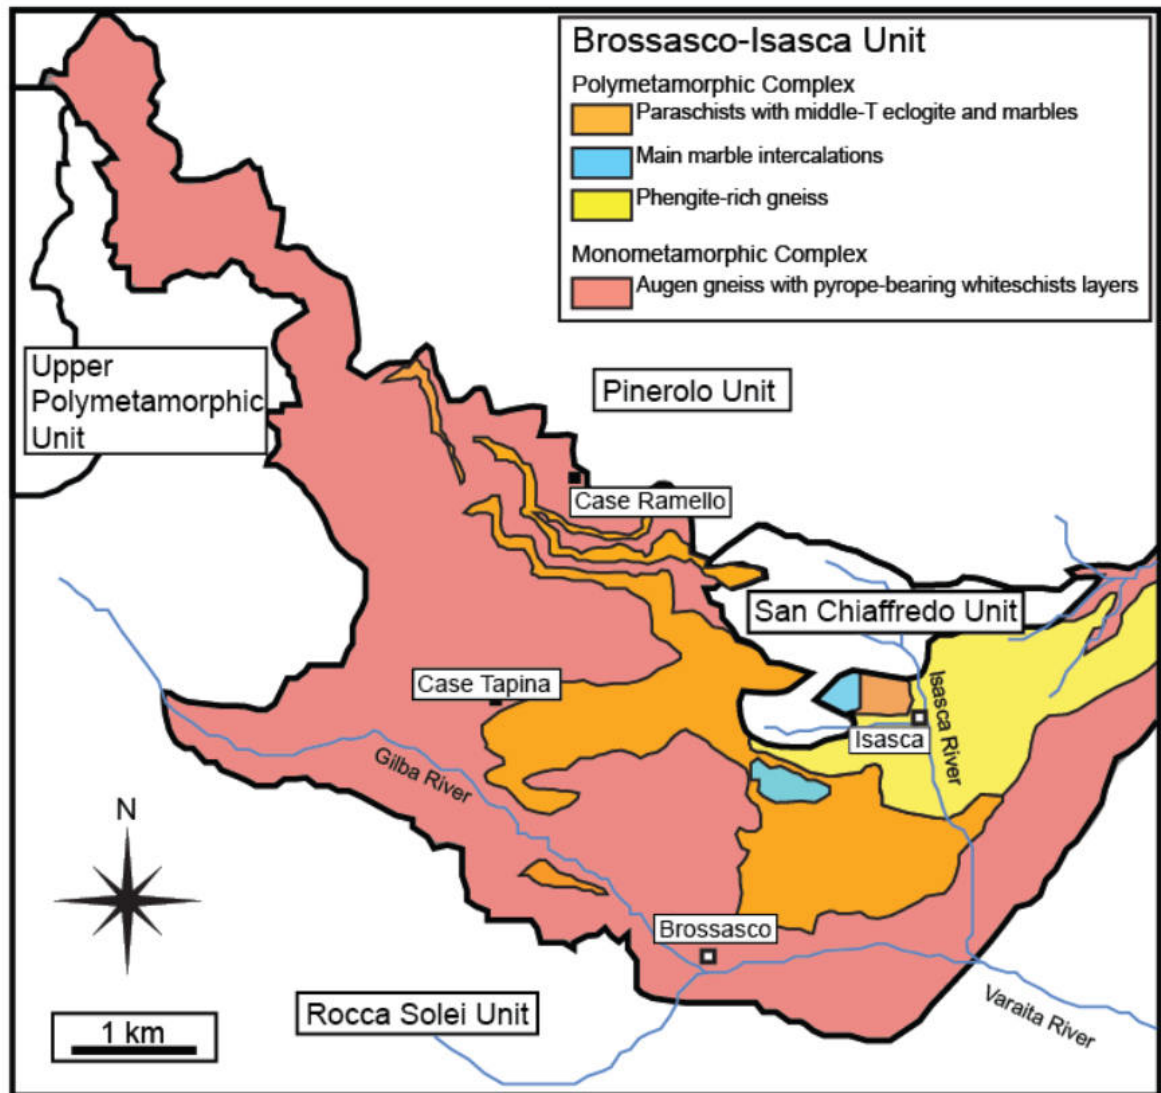 Brossasco-Isasca Unit
Polymetamorphic Complex
Paraschists with middle-T eclogite and marbles
Main marble intercalations
Phengite-rich gneiss
Monometamorphic Complex
Augen gneiss with pyrope-bearing whiteschists layers
Upper
Polymetamorphic
Unit
Pinerolo Unit
Case Ramello
San Chiaffredo Unit
Case Tapina
Isasca River
Isasca
Gilba River
N
Brossasco
Rocca Solei Unit
Varaita River
1 km